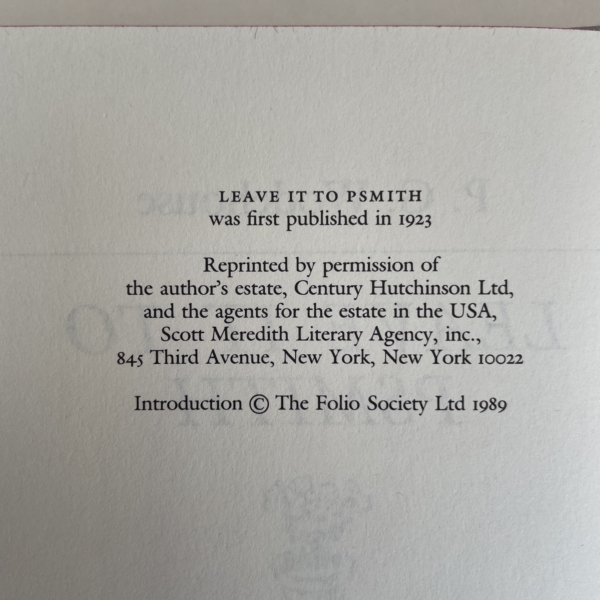 LEAVE IT TO PSMITH
was first published in 1923
Reprinted by permission of
the author's estate, Century Hutchinson Ltd,
and the agents for the estate in the USA,
Scott Meredith Literary Agency, inc.,
845 Third Avenue, New York, New York 10022
Introduction © The Folio Society Ltd 1989